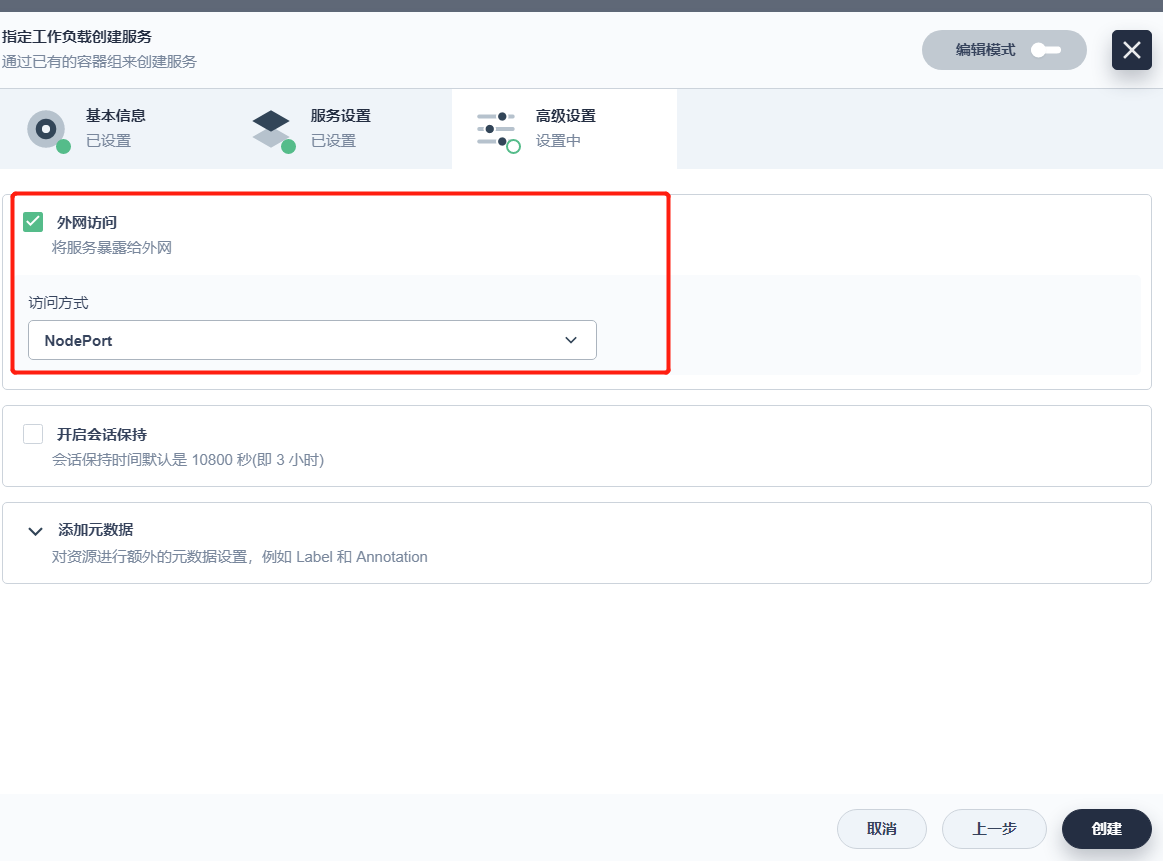 指定工作负载创建服务
通过已有的容器组来创建服务
编辑模式
基本信息
已设置
服务设置
已设置
高级设置
设置中
外网访问
将服务暴露给外网
访问方式
NodePort
开启会话保持
会话保持时间默认是 10800 秒(即 3 小时)
添加元数据
对资源进行额外的元数据设置，例如 Label 和 Annotation
取消
上一步
创建